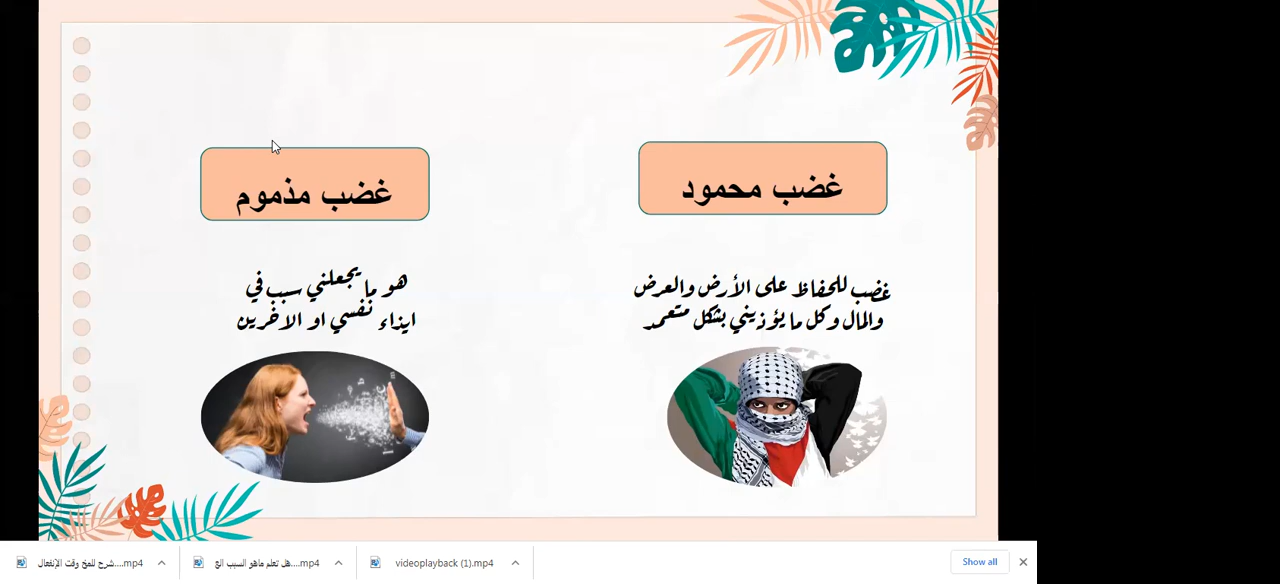 غضب محمود
غضب للحفاظ على الأرض والعرض
والمال وكل ما يؤذيني بشكل متعمد
غضب مذموم
هو ما يجعلني سبب في
ايذاء نفسي او الاخرين
شرح للمخ وقت الإنفعال....mp4
هل تعلم ماهو السبب الح....mp4
videoplayback (1).mp4
Show all